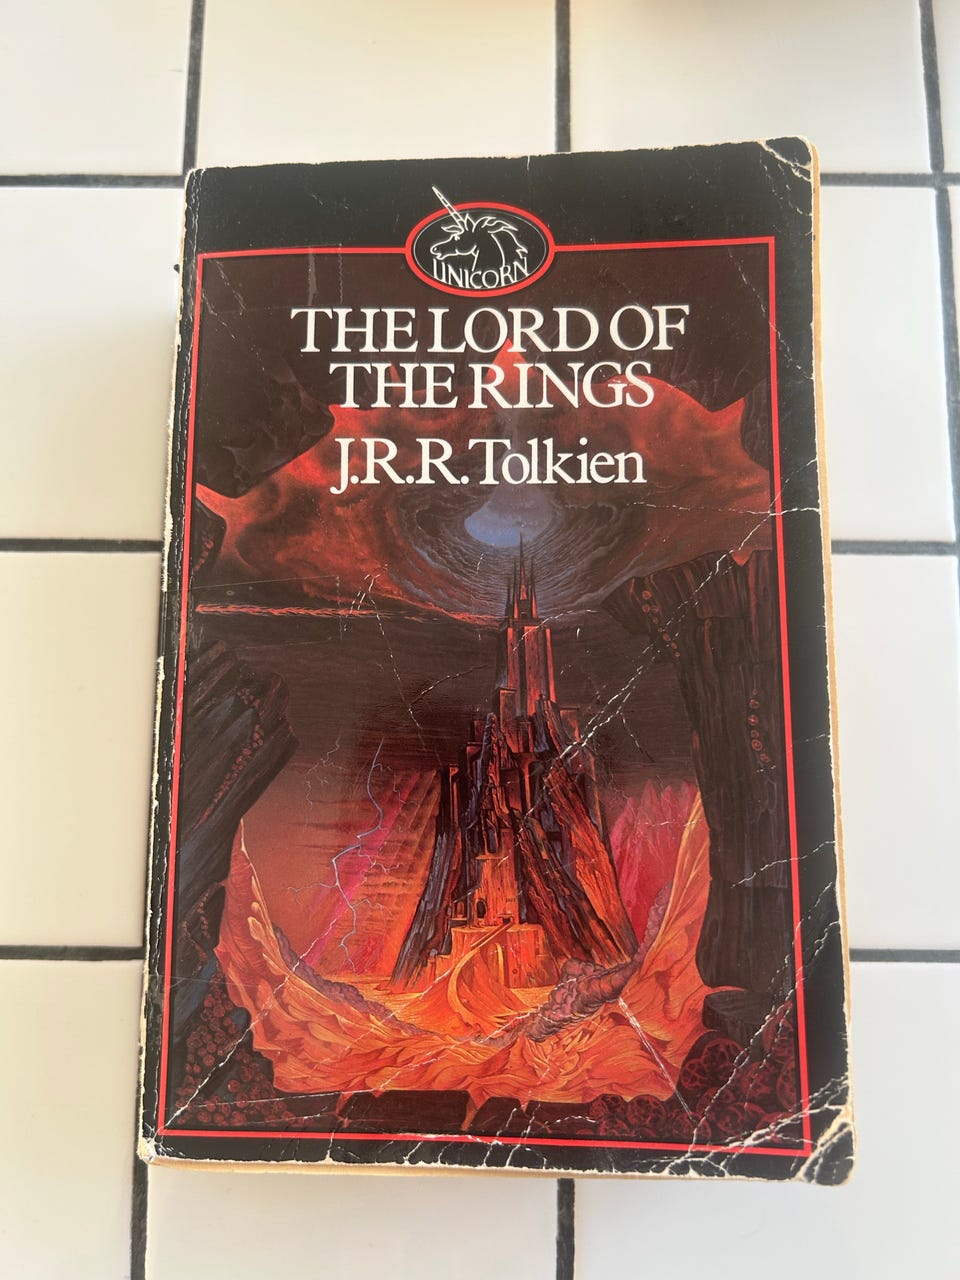 UNICORN
THE LORD OF
THE RINGS
J.R.R. Tolkien